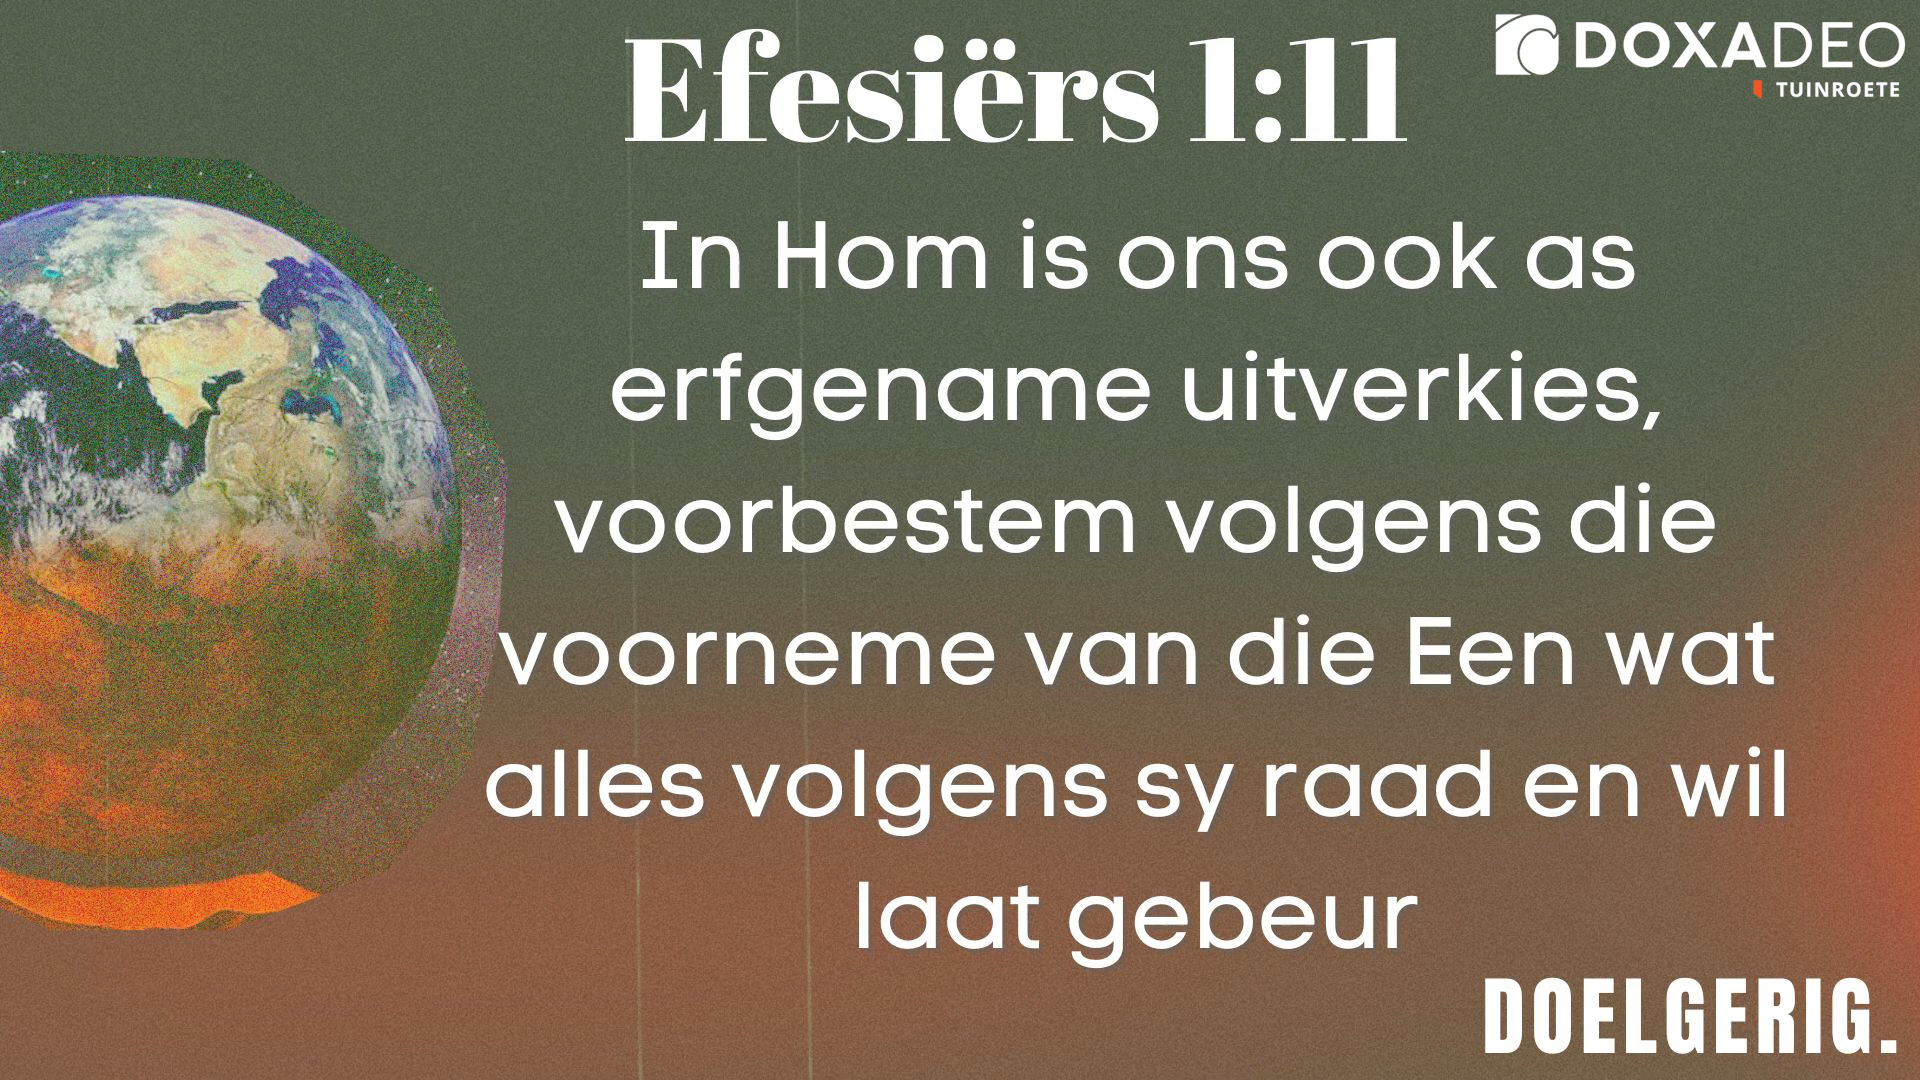 Efesiërs 1:11
DOXADEO
TUINROETE
In Hom is ons ook as
erfgename uitverkies,
voorbestem volgens die
voorneme van die Een wat
alles volgens sy raad en wil
laat gebeur
DOELGERIG.